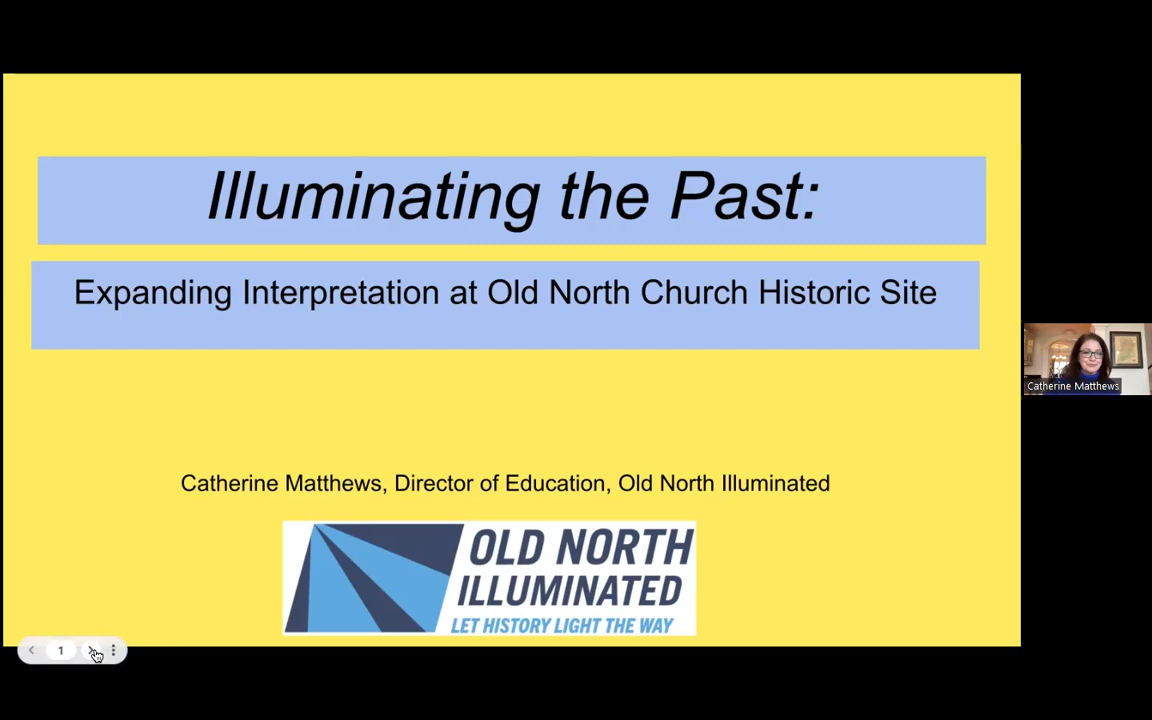 Illuminating the Past:
Expanding Interpretation at Old North Church Historic Site
Catherine Matthews
Catherine Matthews, Director of Education, Old North Illuminated
OLD NORTH
ILLUMINATED
LET HISTORY LIGHT THE WAY
1